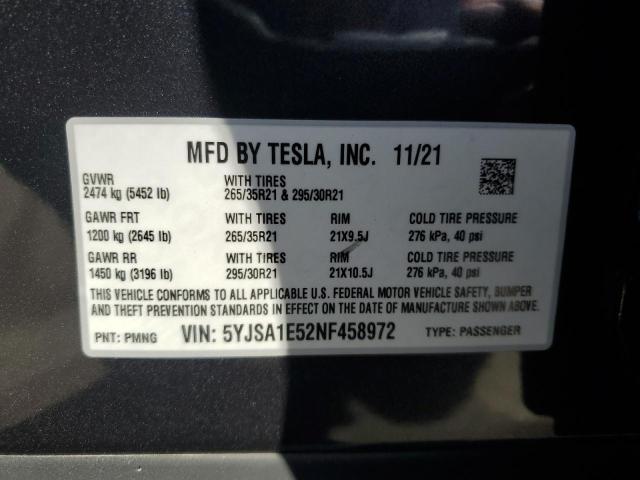 MFD BY TESLA, INC. 11/21
GVWR WITH TIRES
2474 kg (5452 lb) 265/35R21 & 295/30R21
GAWR FRT WITH TIRES RIM COLD TIRE PRESSURE
1200 kg (2645 lb) 265/35R21 21X9.5J 276 kPa, 40 psi
GAWR RR WITH TIRES RIM COLD TIRE PRESSURE
1450 kg (3196 lb) 295/30R21 21X10.5J 276 kPa, 40 psi
THIS VEHICLE CONFORMS TO ALL APPLICABLE U.S. FEDERAL MOTOR VEHICLE SAFETY, BUMPER
AND THEFT PREVENTION STANDARDS IN EFFECT ON THE DATE OF MANUFACTURE SHOWN ABOVE.
PNT: PMNG VIN: 5YJSA1E52NF458972 TYPE: PASSENGER